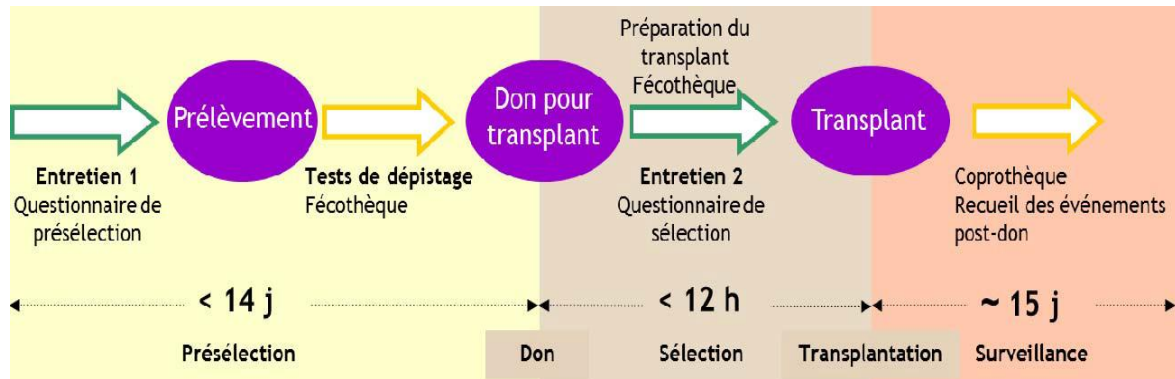 Préparation du
transplant
Fécothèque
Prélèvement
Don pour
transplant
Transplant
Entretien 1
Questionnaire de
présélection
Tests de dépistage
Fécothèque
Entretien 2
Questionnaire de
sélection
Coprothèque
Recueil des événements
post-don
< 14 j
< 12 h
~ 15 j
Présélection
Don
Sélection
Transplantation
Surveillance